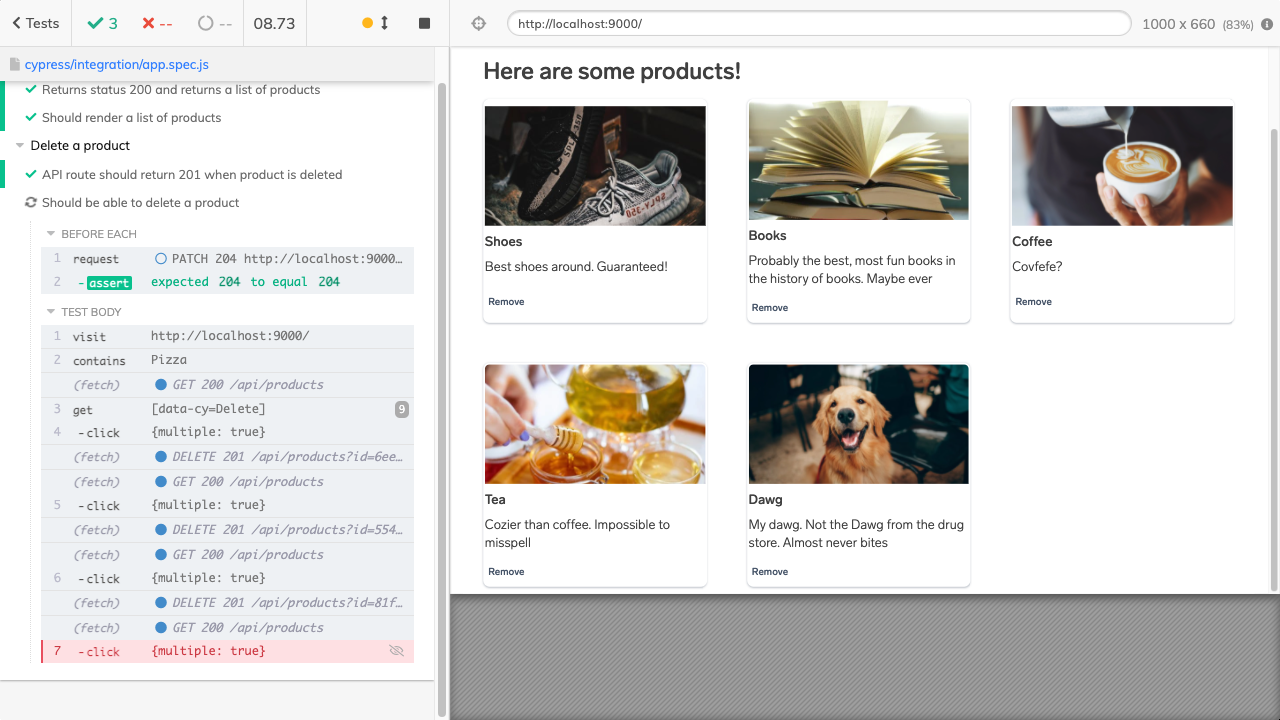 Tests
3
--
--
08.73
http://localhost:9000/
1000 x 660 (83%)
cypress/integration/app.spec.js
Returns status 200 and returns a list of products
Should render a list of products
Delete a product
API route should return 201 when product is deleted
Should be able to delete a product
BEFORE EACH
1 request PATCH 204 http://localhost:9000…
2 -assert expected 204 to equal 204
TEST BODY
1 visit http://localhost:9000/
2 contains Pizza
(fetch) GET 200 /api/products
3 get [data-cy=Delete] 9
4 -click {multiple: true}
(fetch) DELETE 201 /api/products?id=6ee…
(fetch) GET 200 /api/products
5 -click {multiple: true}
(fetch) DELETE 201 /api/products?id=554…
(fetch) GET 200 /api/products
6 -click {multiple: true}
(fetch) DELETE 201 /api/products?id=81f…
(fetch) GET 200 /api/products
7 -click {multiple: true}
Here are some products!
SPLY-350
Shoes
Best shoes around. Guaranteed!
Remove
Books
Probably the best, most fun books in
the history of books. Maybe ever
Remove
Coffee
Covfefe?
Remove
Tea
Cozier than coffee. Impossible to
misspell
Remove
Dawg
My dawg. Not the Dawg from the drug
store. Almost never bites
Remove